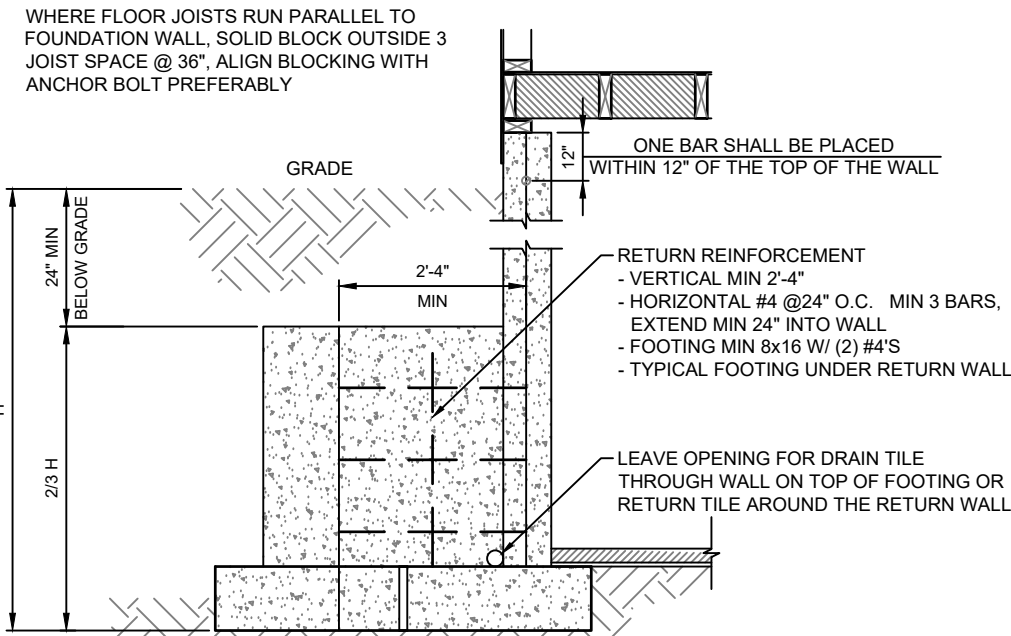 WHERE FLOOR JOISTS RUN PARALLEL TO
FOUNDATION WALL, SOLID BLOCK OUTSIDE 3
JOIST SPACE @ 36", ALIGN BLOCKING WITH
ANCHOR BOLT PREFERABLY
12"
ONE BAR SHALL BE PLACED
WITHIN 12" OF THE TOP OF THE WALL
GRADE
24" MIN
BELOW GRADE
2'-4"
MIN
RETURN REINFORCEMENT
- VERTICAL MIN 2'-4"
- HORIZONTAL #4 @24" O.C. MIN 3 BARS,
EXTEND MIN 24" INTO WALL
- FOOTING MIN 8x16 W/ (2) #4'S
- TYPICAL FOOTING UNDER RETURN WALL
2/3 H
LEAVE OPENING FOR DRAIN TILE
THROUGH WALL ON TOP OF FOOTING OR
RETURN TILE AROUND THE RETURN WALL